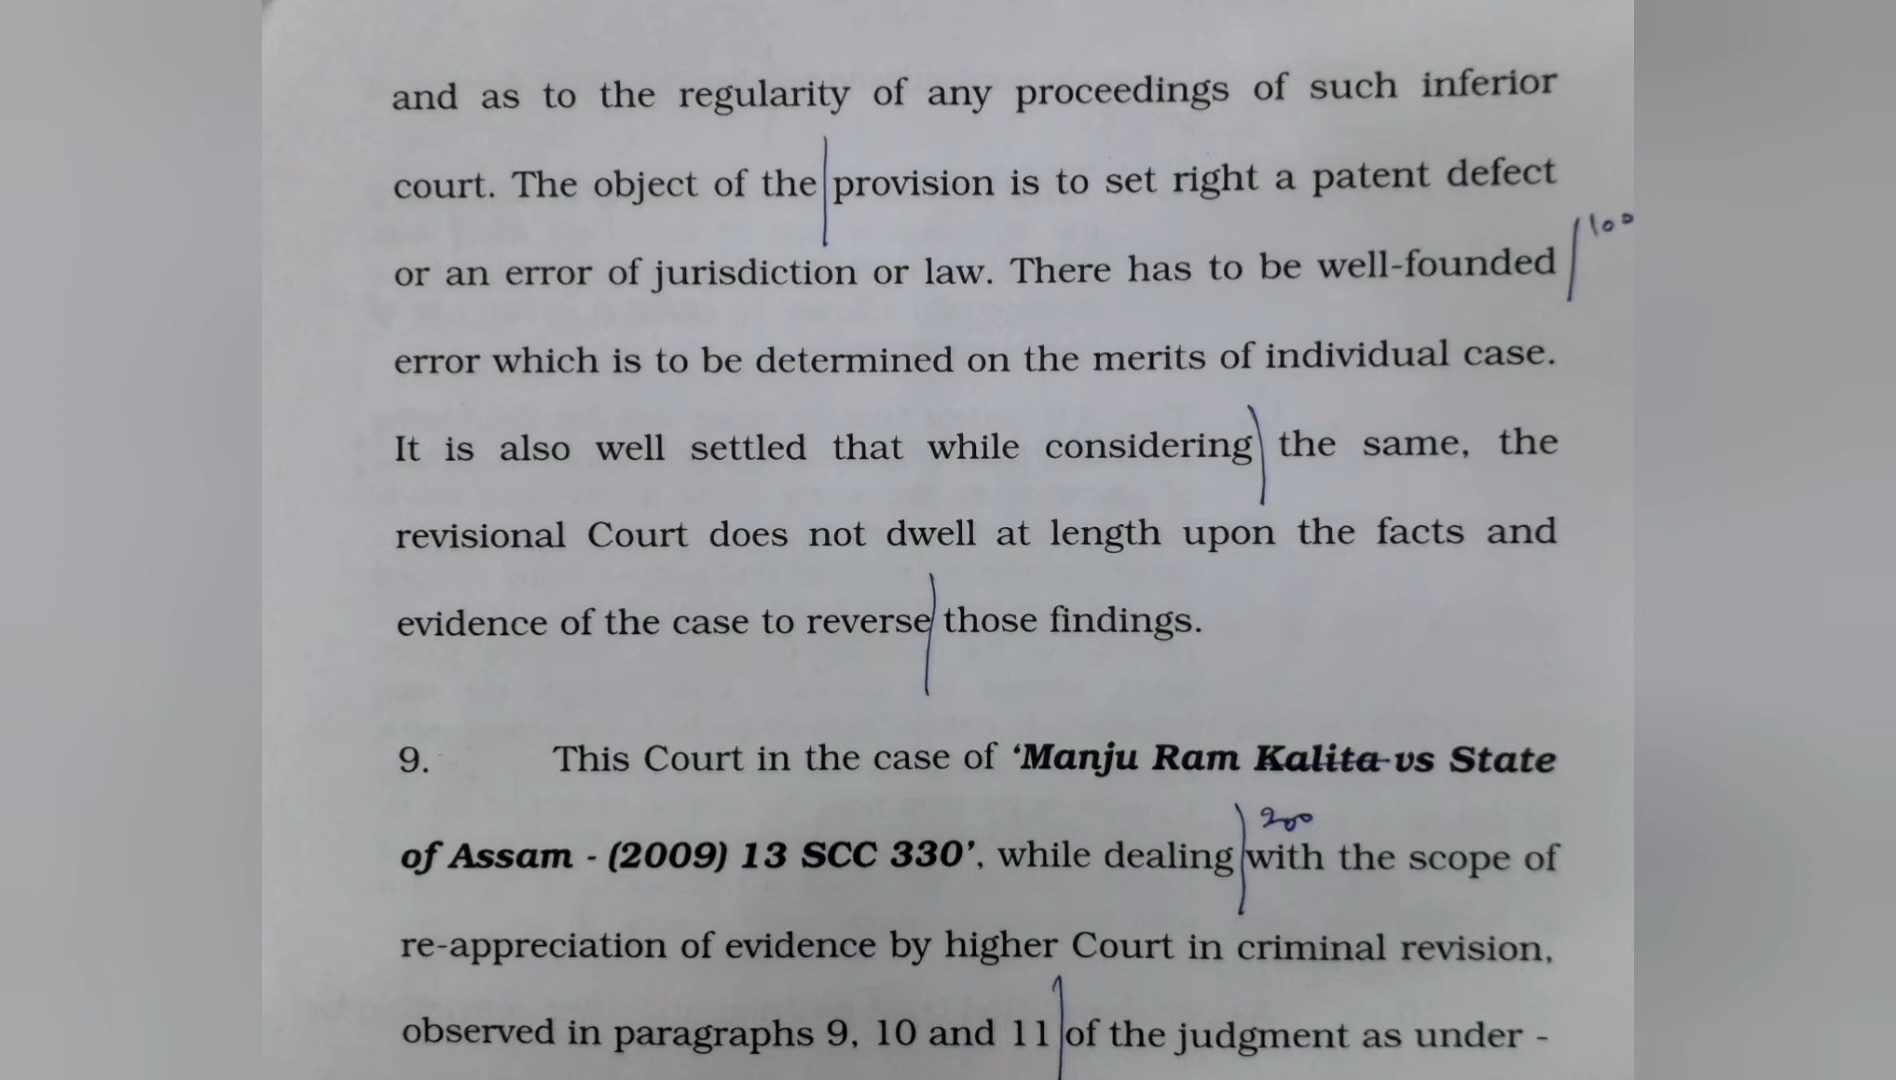 and as to the regularity of any proceedings of such inferior
court. The object of the provision is to set right a patent defect
100
or an error of jurisdiction or law. There has to be well-founded
error which is to be determined on the merits of individual case.
It is also well settled that while considering the same, the
revisional Court does not dwell at length upon the facts and
evidence of the case to reverse those findings.
9. This Court in the case of ‘Manju Ram Kalita vs State
200
of Assam - (2009) 13 SCC 330’, while dealing with the scope of
re-appreciation of evidence by higher Court in criminal revision,
observed in paragraphs 9, 10 and 11 of the judgment as under -